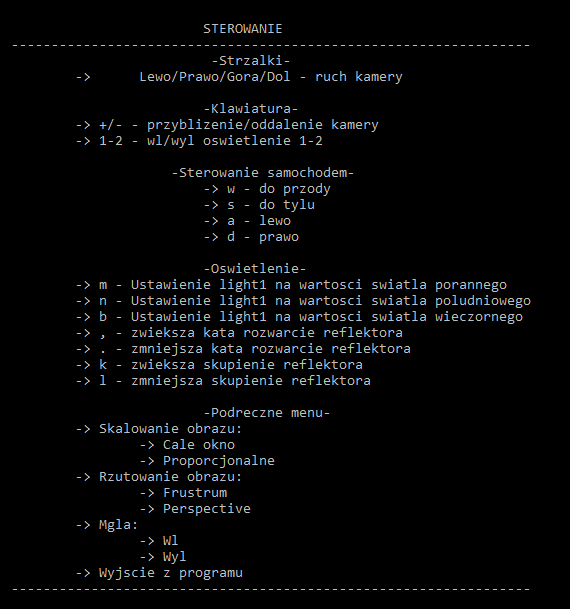 STEROWANIE
-----------------------------------------------------------------
-Strzalki-
-> Lewo/Prawo/Gora/Dol - ruch kamery
-Klawiatura-
-> +/- - przyblizenie/oddalenie kamery
-> 1-2 - wl/wyl oswietlenie 1-2
-Sterowanie samochodem-
-> w - do przody
-> s - do tylu
-> a - lewo
-> d - prawo
-Oswietlenie-
-> m - Ustawienie light1 na wartosci swiatla porannego
-> n - Ustawienie light1 na wartosci swiatla poludniowego
-> b - Ustawienie light1 na wartosci swiatla wieczornego
-> , - zwieksza kata rozwarcie reflektora
-> . - zmniejsza kata rozwarcie reflektora
-> k - zwieksza skupienie reflektora
-> l - zmniejsza skupienie reflektora
-Podreczne menu-
-> Skalowanie obrazu:
-> Cale okno
-> Proporcjonalne
-> Rzutowanie obrazu:
-> Frustrum
-> Perspective
-> Mgla:
-> Wl
-> Wyl
-> Wyjscie z programu
-----------------------------------------------------------------